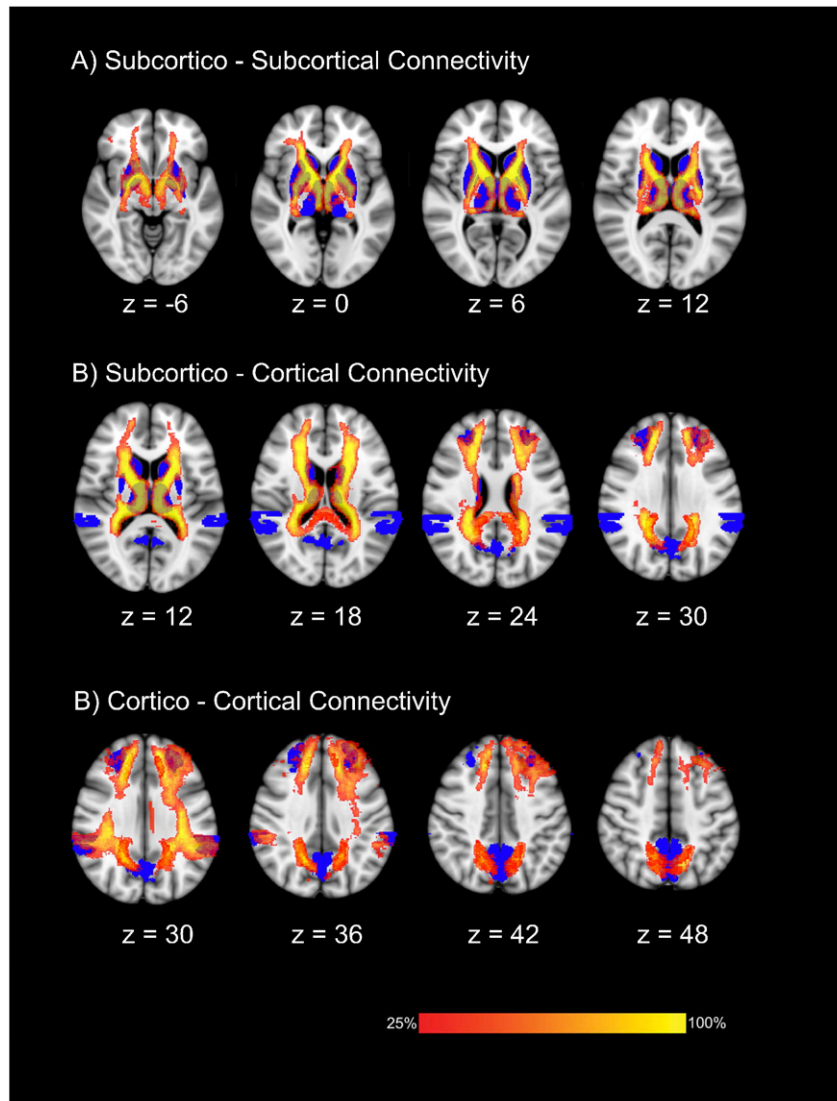 A) Subcortico - Subcortical Connectivity
z = -6 z = 0 z = 6 z = 12
B) Subcortico - Cortical Connectivity
z = 12 z = 18 z = 24 z = 30
B) Cortico - Cortical Connectivity
z = 30 z = 36 z = 42 z = 48
25% 100%